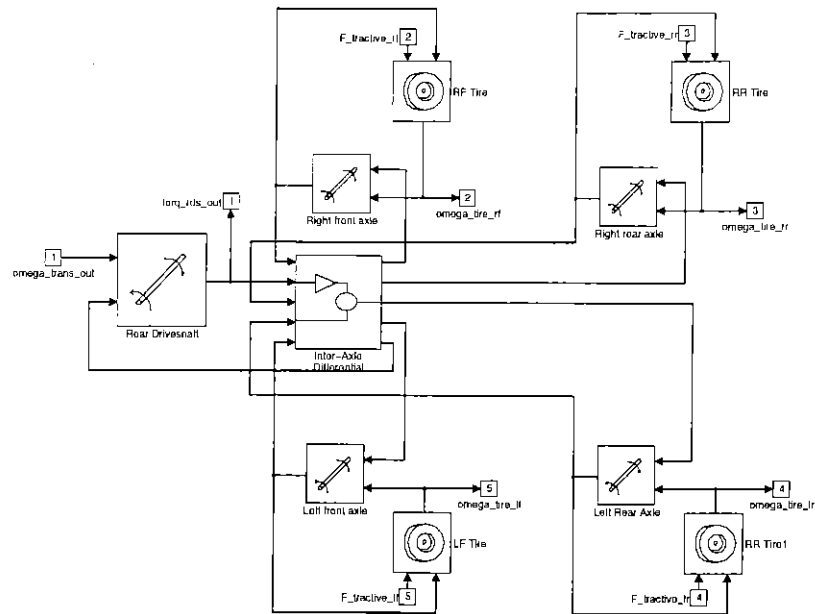 F_tractive_rf
2
F_tractive_rr
3
RF Tire
RR Tire
torq_tds_out
1
Right front axle
2
omega_tire_rf
Right rear axle
3
omega_tire_rr
1
omega_trans_out
Rear Driveshaft
Inter-Axle
Differential
Left front axle
5
omega_tire_lf
Left Rear Axle
4
omega_tire_lr
LF Tire
RR Tire1
F_tractive_lf
5
F_tractive_lr
4